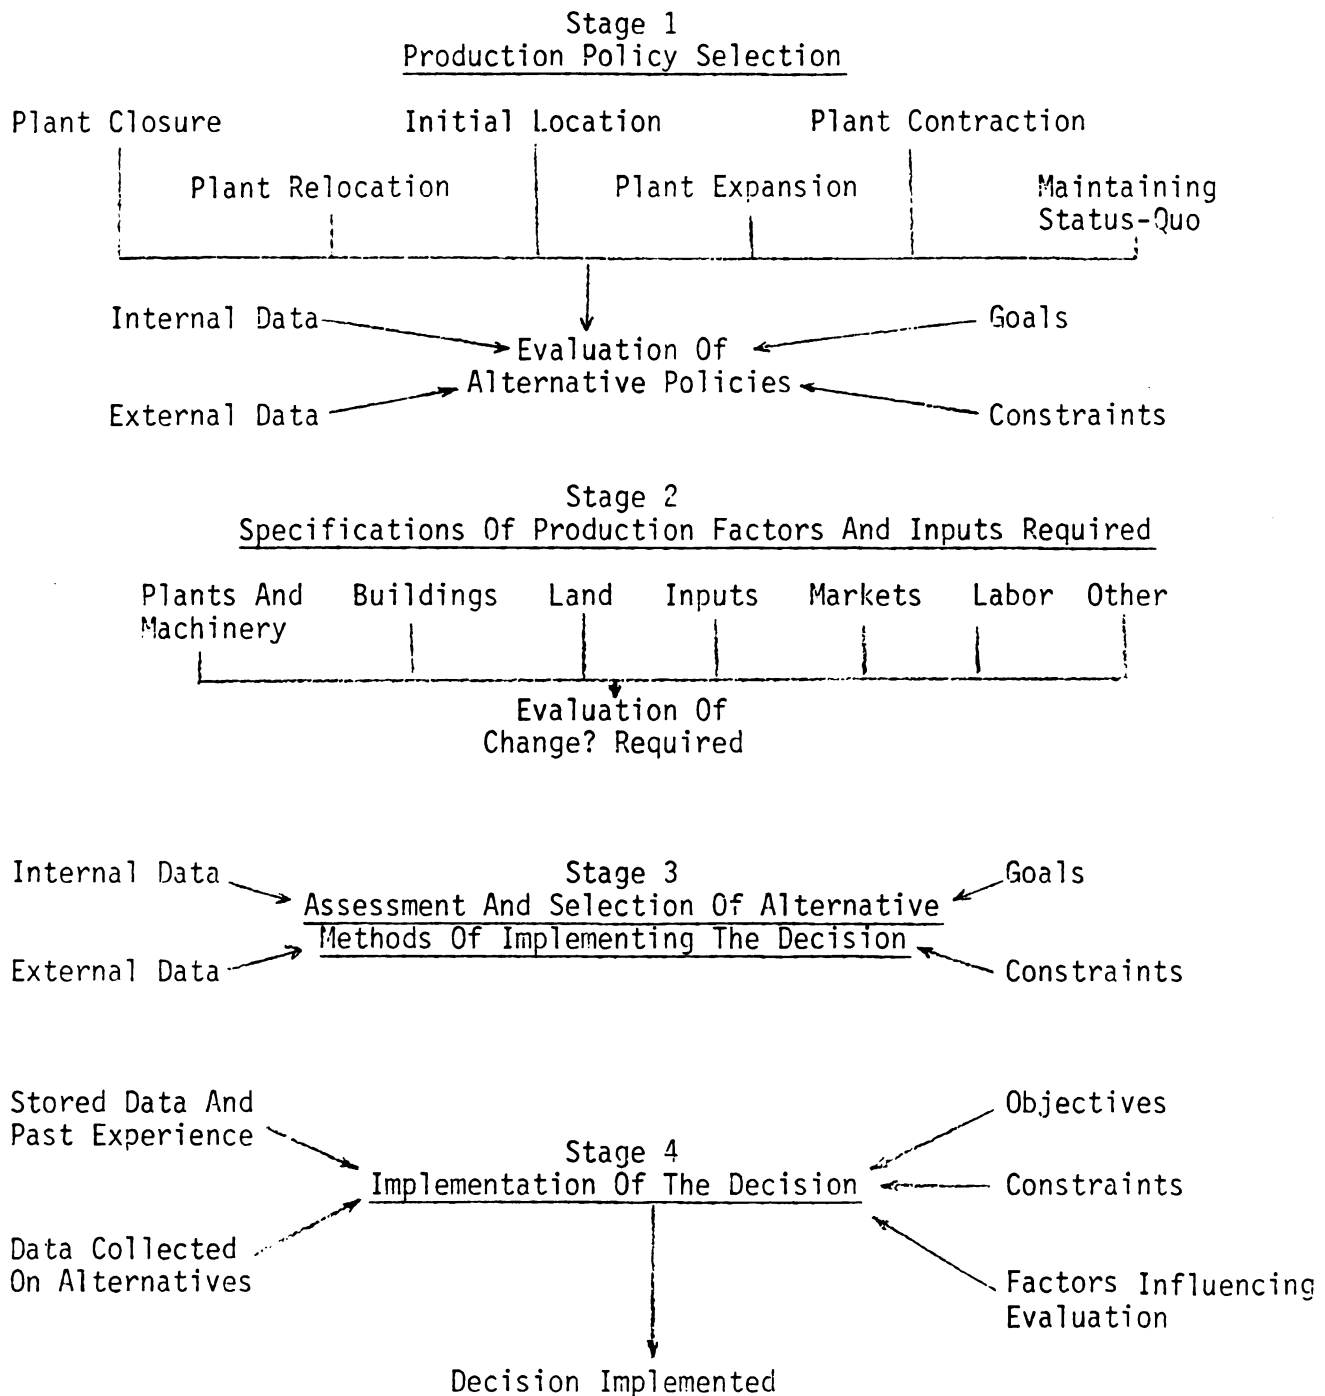 Stage 1
Production Policy Selection
Plant Closure
Initial Location
Plant Contraction
Plant Relocation
Plant Expansion
Maintaining
Status-Quo
Internal Data
Goals
Evaluation Of
Alternative Policies
External Data
Constraints
Stage 2
Specifications Of Production Factors And Inputs Required
Plants And
Machinery
Buildings
Land
Inputs
Markets
Labor
Other
Evaluation Of
Change? Required
Internal Data
Stage 3
Goals
Assessment And Selection Of Alternative
Methods Of Implementing The Decision
External Data
Constraints
Stored Data And
Past Experience
Objectives
Stage 4
Implementation Of The Decision
Constraints
Data Collected
On Alternatives
Factors Influencing
Evaluation
Decision Implemented